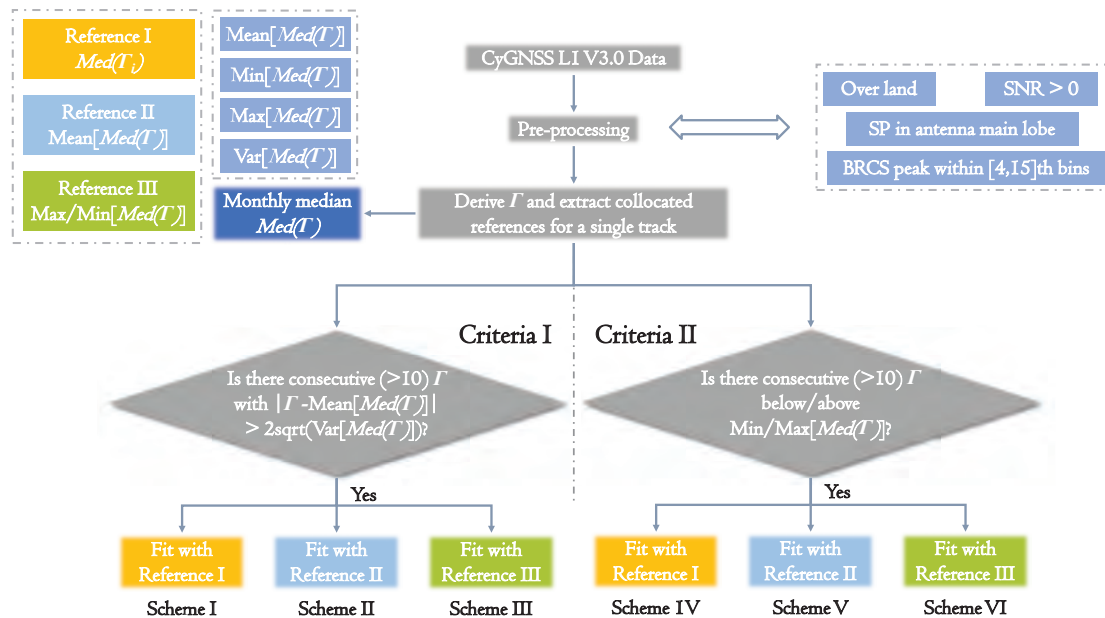 Reference I
Med(Γᵢ)
Reference II
Mean[Med(Γ)]
Reference III
Max/Min[Med(Γ)]
Mean[Med(Γ)]
Min[Med(Γ)]
Max[Med(Γ)]
Var[Med(Γ)]
Monthly median
Med(Γ)
CyGNSS L1 V3.0 Data
Pre-processing
Derive Γ and extract collocated
references for a single track
Over land
SNR > 0
SP in antenna main lobe
BRCS peak within [4,15]th bins
Criteria I
Criteria II
Is there consecutive (>10) Γ
with |Γ -Mean[Med(Γ)]|
> 2sqrt(Var[Med(Γ)])?
Is there consecutive (>10) Γ
below/above
Min/Max[Med(Γ)]?
Yes
Yes
Fit with
Reference I
Fit with
Reference II
Fit with
Reference III
Fit with
Reference I
Fit with
Reference II
Fit with
Reference III
Scheme I
Scheme II
Scheme III
Scheme IV
Scheme V
Scheme VI